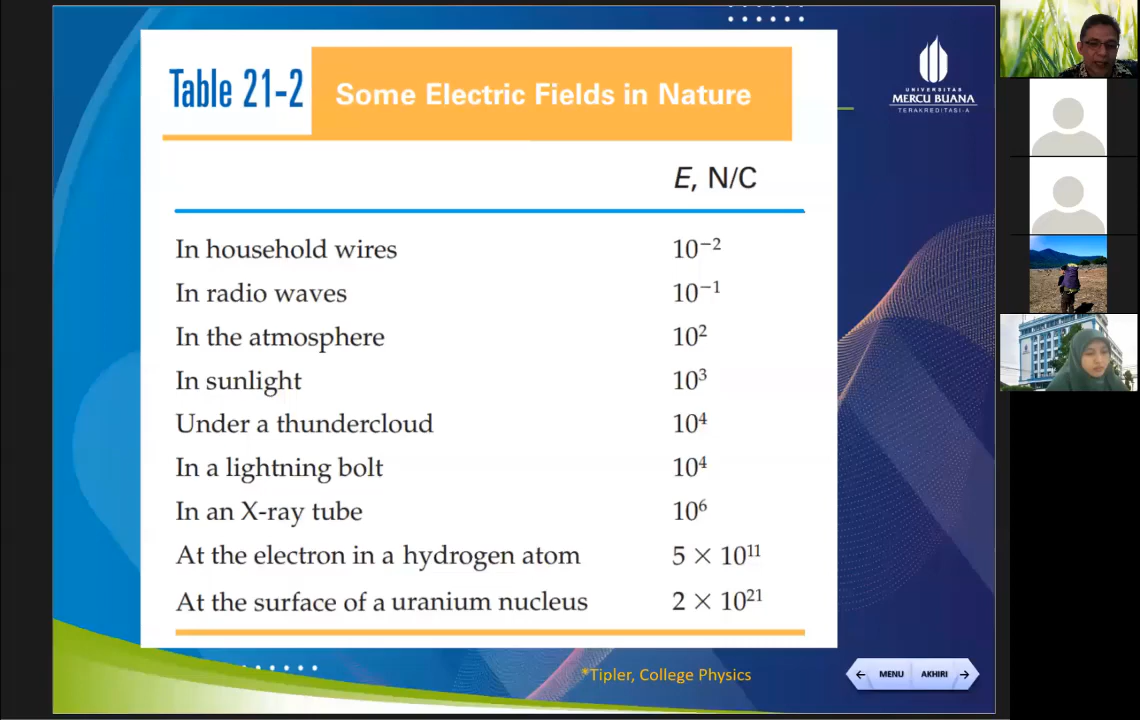 Table 21-2 Some Electric Fields in Nature
UNIVERSITAS
MERCU BUANA
TERAKREDITASI-A
E, N/C
In household wires 10⁻²
In radio waves 10⁻¹
In the atmosphere 10²
In sunlight 10³
Under a thundercloud 10⁴
In a lightning bolt 10⁴
In an X-ray tube 10⁶
At the electron in a hydrogen atom 5 × 10¹¹
At the surface of a uranium nucleus 2 × 10²¹
*Tipler, College Physics
MENU AKHIRI